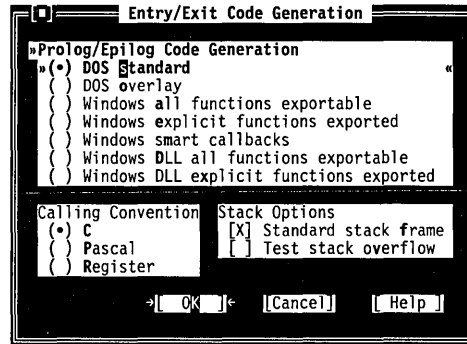 [□] Entry/Exit Code Generation
»Prolog/Epilog Code Generation
»(•) DOS standard «
( ) DOS overlay
( ) Windows all functions exportable
( ) Windows explicit functions exported
( ) Windows smart callbacks
( ) Windows DLL all functions exportable
( ) Windows DLL explicit functions exported
Calling Convention
(•) C
( ) Pascal
( ) Register
Stack Options
[X] Standard stack frame
[ ] Test stack overflow
→[ OK ]← [Cancel] [ Help ]